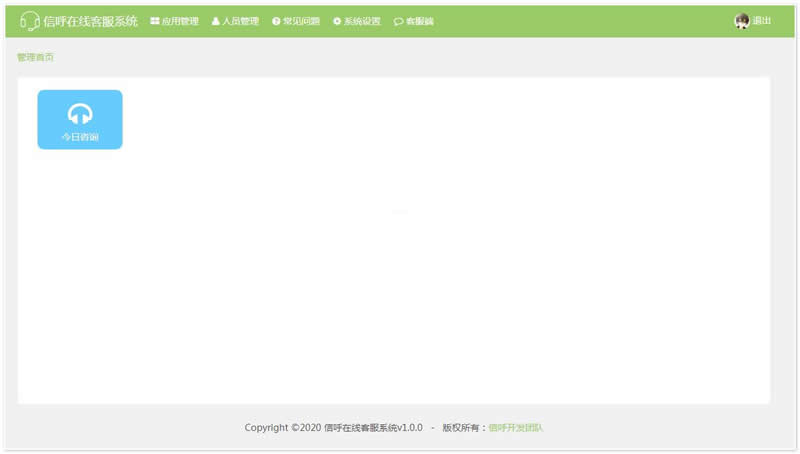 信呼在线客服系统 应用管理 人员管理 常见问题 系统设置 客服端 退出
管理首页
今日咨询
Copyright ©2020 信呼在线客服系统v1.0.0 - 版权所有：信呼开发团队